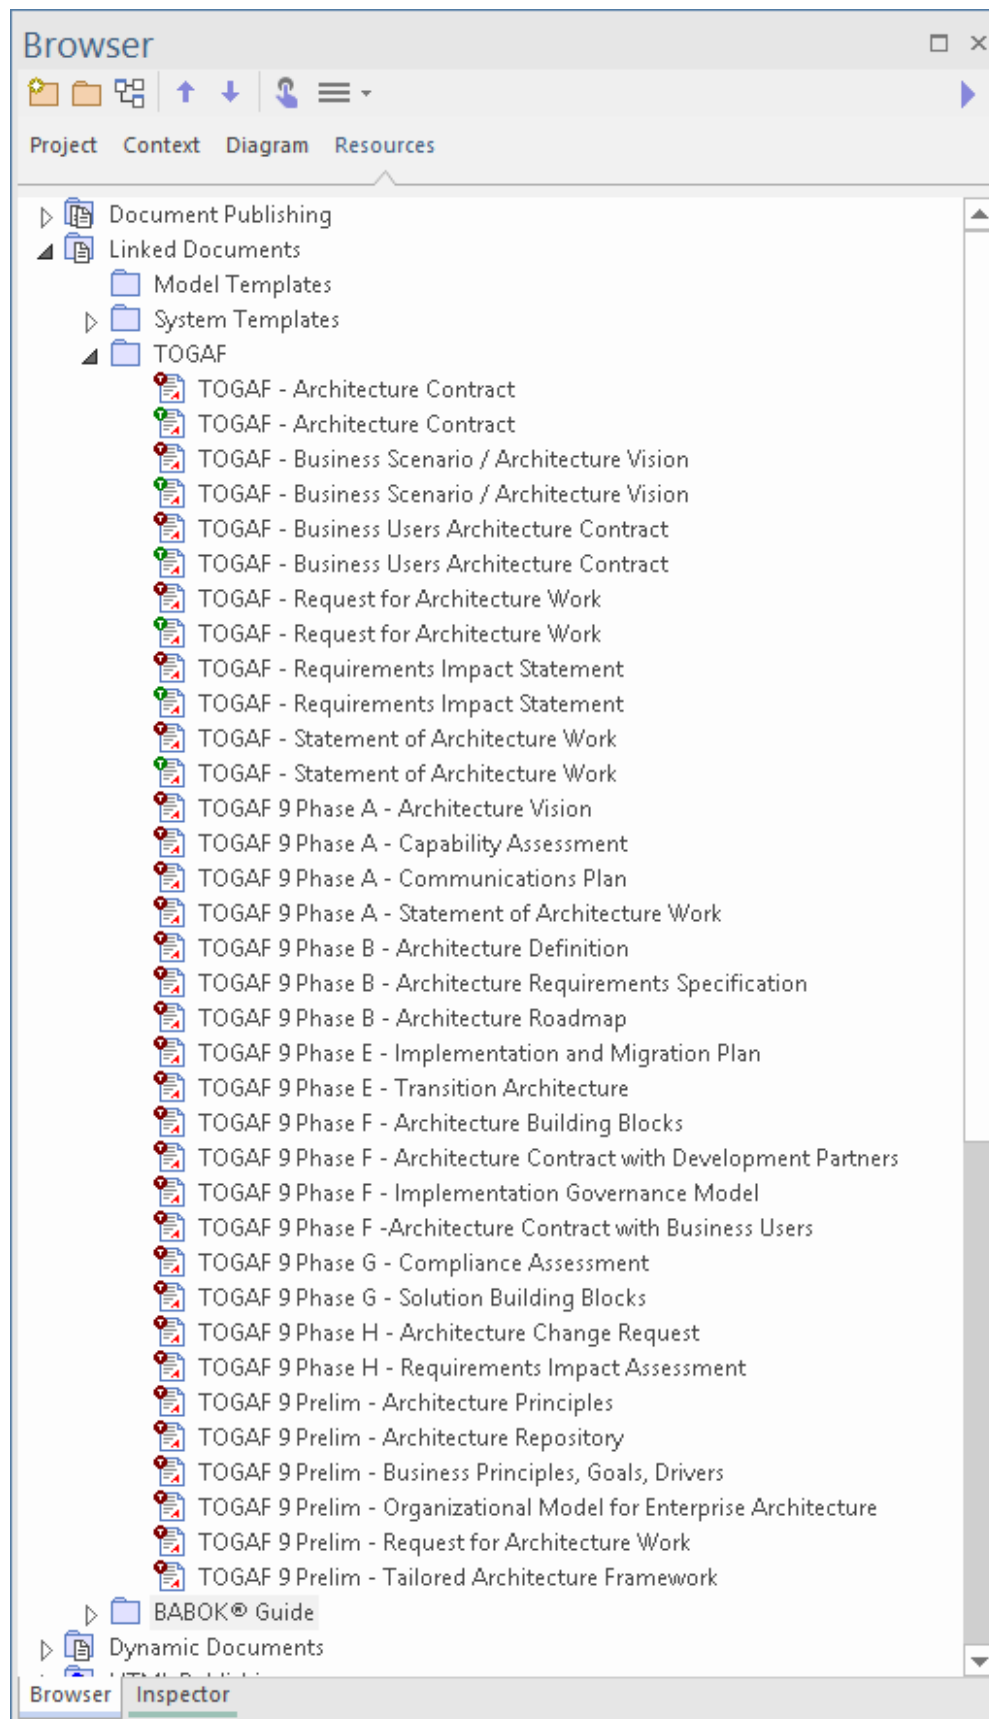 Browser
Project Context Diagram Resources
Document Publishing
Linked Documents
Model Templates
System Templates
TOGAF
TOGAF - Architecture Contract
TOGAF - Architecture Contract
TOGAF - Business Scenario / Architecture Vision
TOGAF - Business Scenario / Architecture Vision
TOGAF - Business Users Architecture Contract
TOGAF - Business Users Architecture Contract
TOGAF - Request for Architecture Work
TOGAF - Request for Architecture Work
TOGAF - Requirements Impact Statement
TOGAF - Requirements Impact Statement
TOGAF - Statement of Architecture Work
TOGAF - Statement of Architecture Work
TOGAF 9 Phase A - Architecture Vision
TOGAF 9 Phase A - Capability Assessment
TOGAF 9 Phase A - Communications Plan
TOGAF 9 Phase A - Statement of Architecture Work
TOGAF 9 Phase B - Architecture Definition
TOGAF 9 Phase B - Architecture Requirements Specification
TOGAF 9 Phase B - Architecture Roadmap
TOGAF 9 Phase E - Implementation and Migration Plan
TOGAF 9 Phase E - Transition Architecture
TOGAF 9 Phase F - Architecture Building Blocks
TOGAF 9 Phase F - Architecture Contract with Development Partners
TOGAF 9 Phase F - Implementation Governance Model
TOGAF 9 Phase F -Architecture Contract with Business Users
TOGAF 9 Phase G - Compliance Assessment
TOGAF 9 Phase G - Solution Building Blocks
TOGAF 9 Phase H - Architecture Change Request
TOGAF 9 Phase H - Requirements Impact Assessment
TOGAF 9 Prelim - Architecture Principles
TOGAF 9 Prelim - Architecture Repository
TOGAF 9 Prelim - Business Principles, Goals, Drivers
TOGAF 9 Prelim - Organizational Model for Enterprise Architecture
TOGAF 9 Prelim - Request for Architecture Work
TOGAF 9 Prelim - Tailored Architecture Framework
BABOK® Guide
Dynamic Documents
Browser Inspector